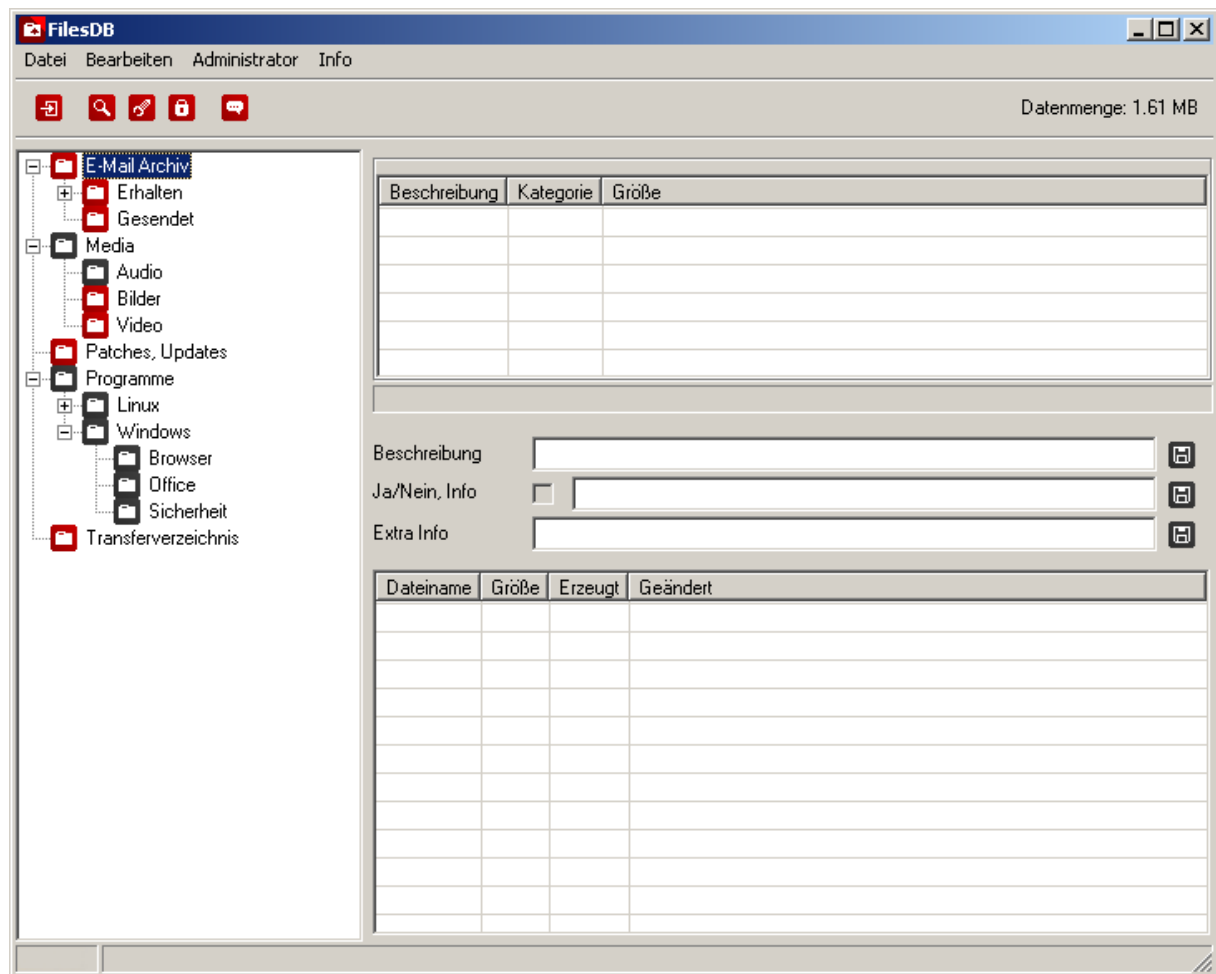 FilesDB
Datei Bearbeiten Administrator Info
Datenmenge: 1.61 MB
E-Mail Archiv
Erhalten
Gesendet
Media
Audio
Bilder
Video
Patches, Updates
Programme
Linux
Windows
Browser
Office
Sicherheit
Transferverzeichnis
Beschreibung Kategorie Größe
Beschreibung
Ja/Nein, Info
Extra Info
Dateiname Größe Erzeugt Geändert